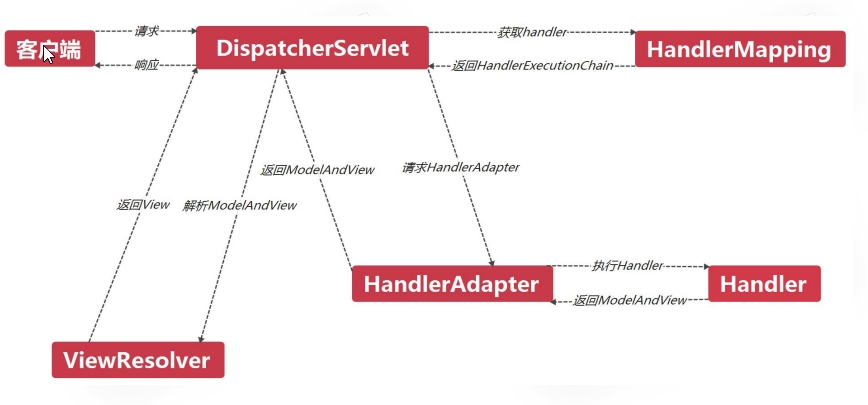 请求
客户端
DispatcherServlet
获取handler
HandlerMapping
响应
返回HandlerExecutionChain
返回ModelAndView
请求HandlerAdapter
返回View
解析ModelAndView
HandlerAdapter
执行Handler
Handler
返回ModelAndView
ViewResolver